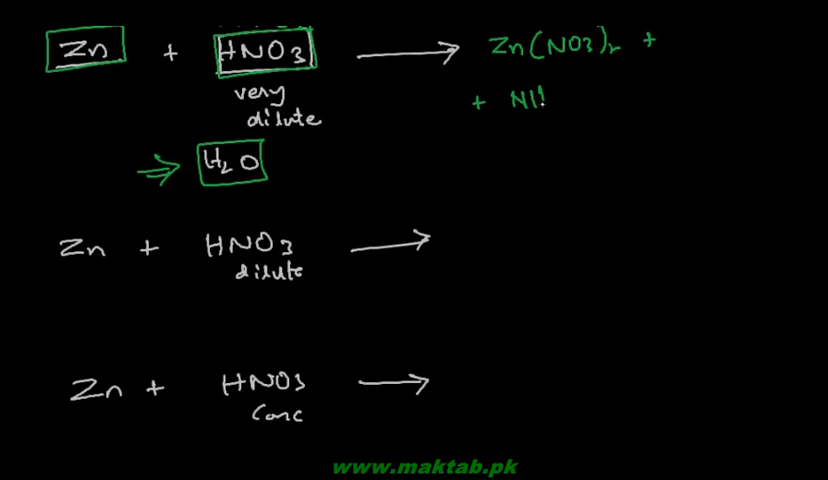 Zn + HNO3 → Zn(NO3)2 +
very dilute + NH
⇒ H2O
Zn + HNO3 →
dilute
Zn + HNO3 →
Conc
www.maktab.pk